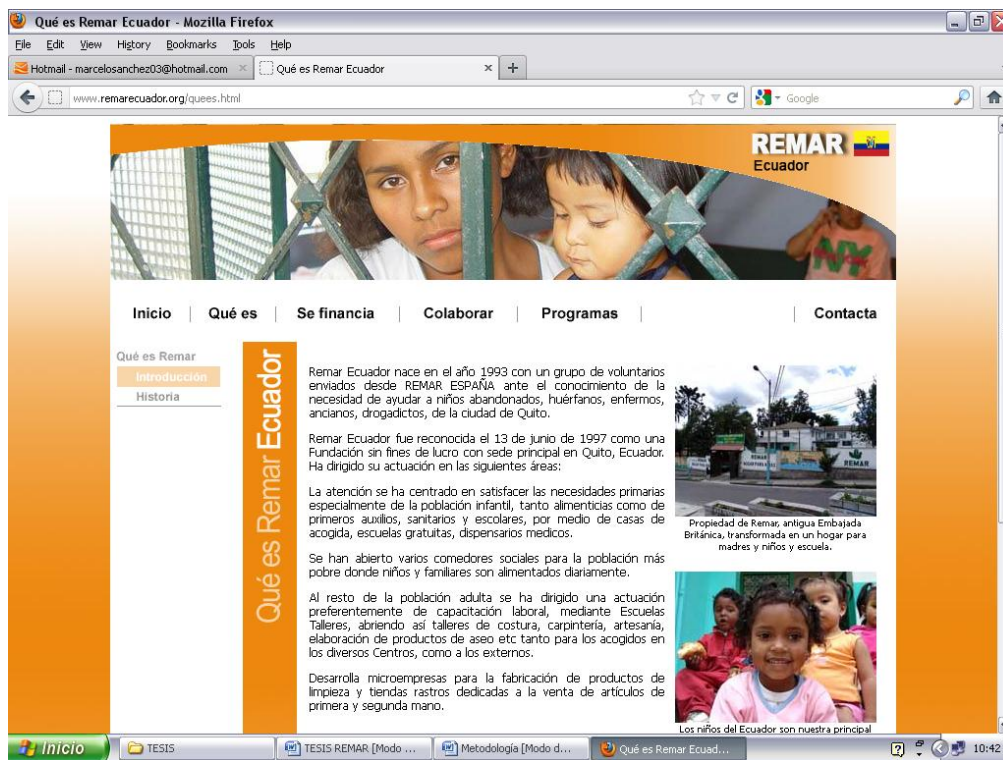 Qué es Remar Ecuador - Mozilla Firefox
File Edit View History Bookmarks Tools Help
Hotmail - marcelosanchez03@hotmail.com
Qué es Remar Ecuador
www.remarecuador.org/quees.html
Google
REMAR
Ecuador
Inicio | Qué es | Se financia | Colaborar | Programas | | Contacta
Qué es Remar
Introducción
Historia
Qué es Remar Ecuador
Remar Ecuador nace en el año 1993 con un grupo de voluntarios
enviados desde REMAR ESPAÑA ante el conocimiento de la
necesidad de ayudar a niños abandonados, huérfanos, enfermos,
ancianos, drogadictos, de la ciudad de Quito.
Remar Ecuador fue reconocida el 13 de junio de 1997 como una
Fundación sin fines de lucro con sede principal en Quito, Ecuador.
Ha dirigido su actuación en las siguientes áreas:
La atención se ha centrado en satisfacer las necesidades primarias
especialmente de la población infantil, tanto alimenticias como de
primeros auxilios, sanitarios y escolares, por medio de casas de
acogida, escuelas gratuitas, dispensarios medicos.
Se han abierto varios comedores sociales para la población más
pobre donde niños y familiares son alimentados diariamente.
Al resto de la población adulta se ha dirigido una actuación
preferentemente de capacitación laboral, mediante Escuelas
Talleres, abriendo así talleres de costura, carpintería, artesanía,
elaboración de productos de aseo etc tanto para los acogidos en
los diversos Centros, como a los externos.
Desarrolla microempresas para la fabricación de productos de
limpieza y tiendas rastros dedicadas a la venta de artículos de
primera y segunda mano.
REMAR
REMAR
Propiedad de Remar, antigua Embajada
Británica, transformada en un hogar para
madres y niños y escuela.
Los niños del Ecuador son nuestra principal
Inicio
TESIS
TESIS REMAR [Modo ...
Metodología [Modo d...
Qué es Remar Ecuad...
10:42